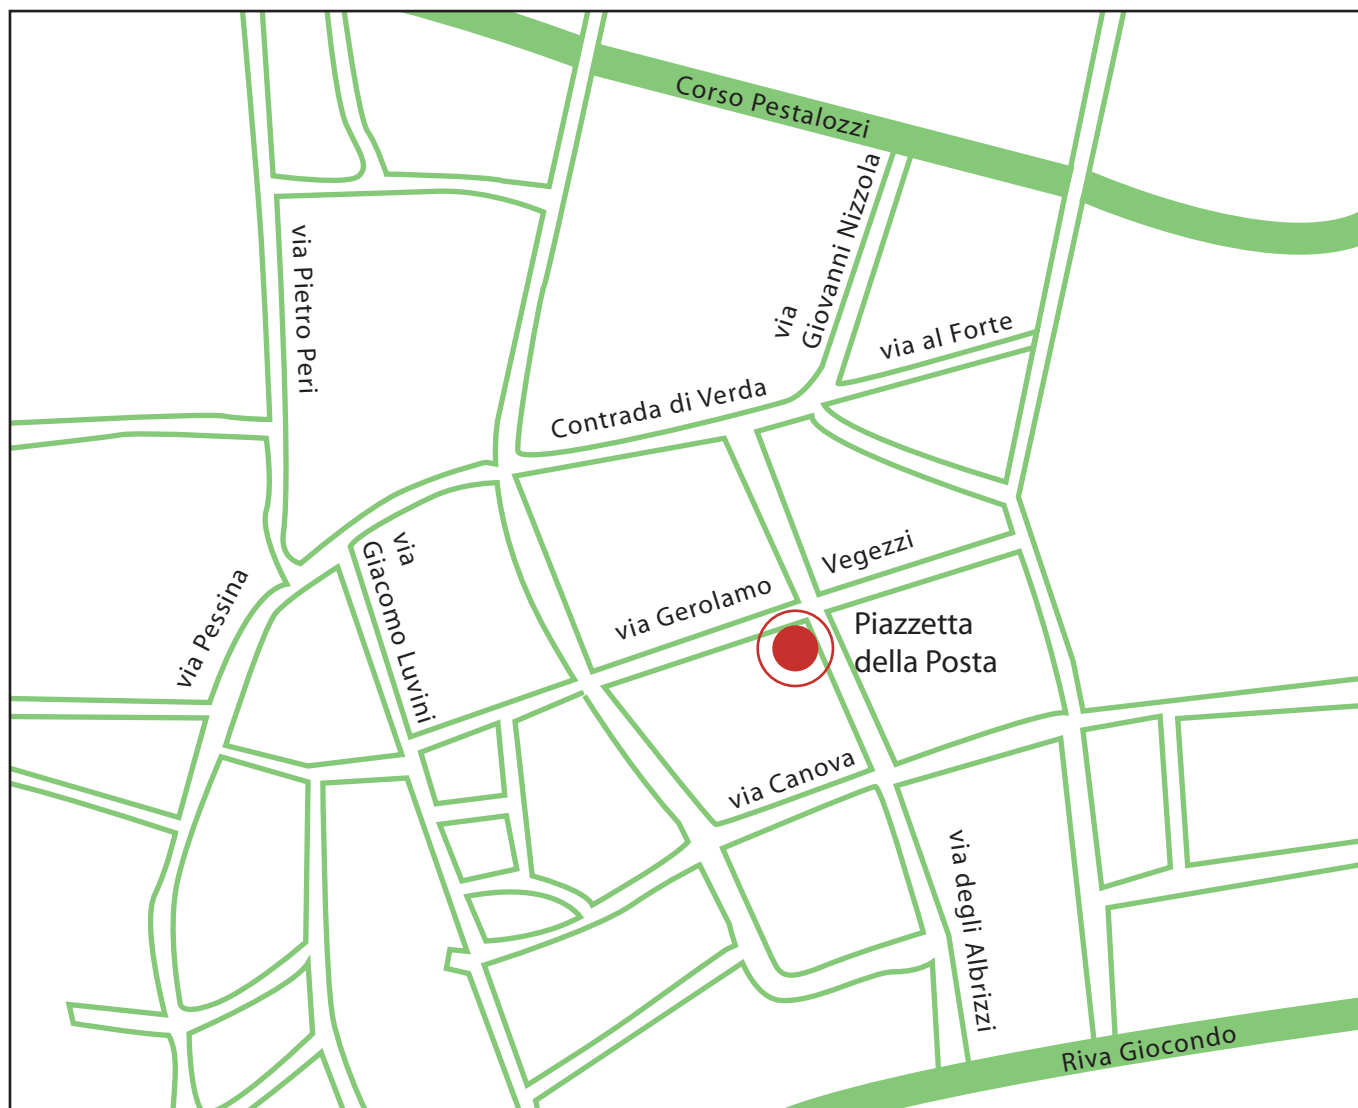 Corso Pestalozzi
via
Giovanni Nizzola
via Pietro Peri
via al Forte
Contrada di Verda
via
Giacomo Luvini
Vegezzi
via Gerolamo
via Pessina
Piazzetta
della Posta
via Canova
via degli Albrizzi
Riva Giocondo